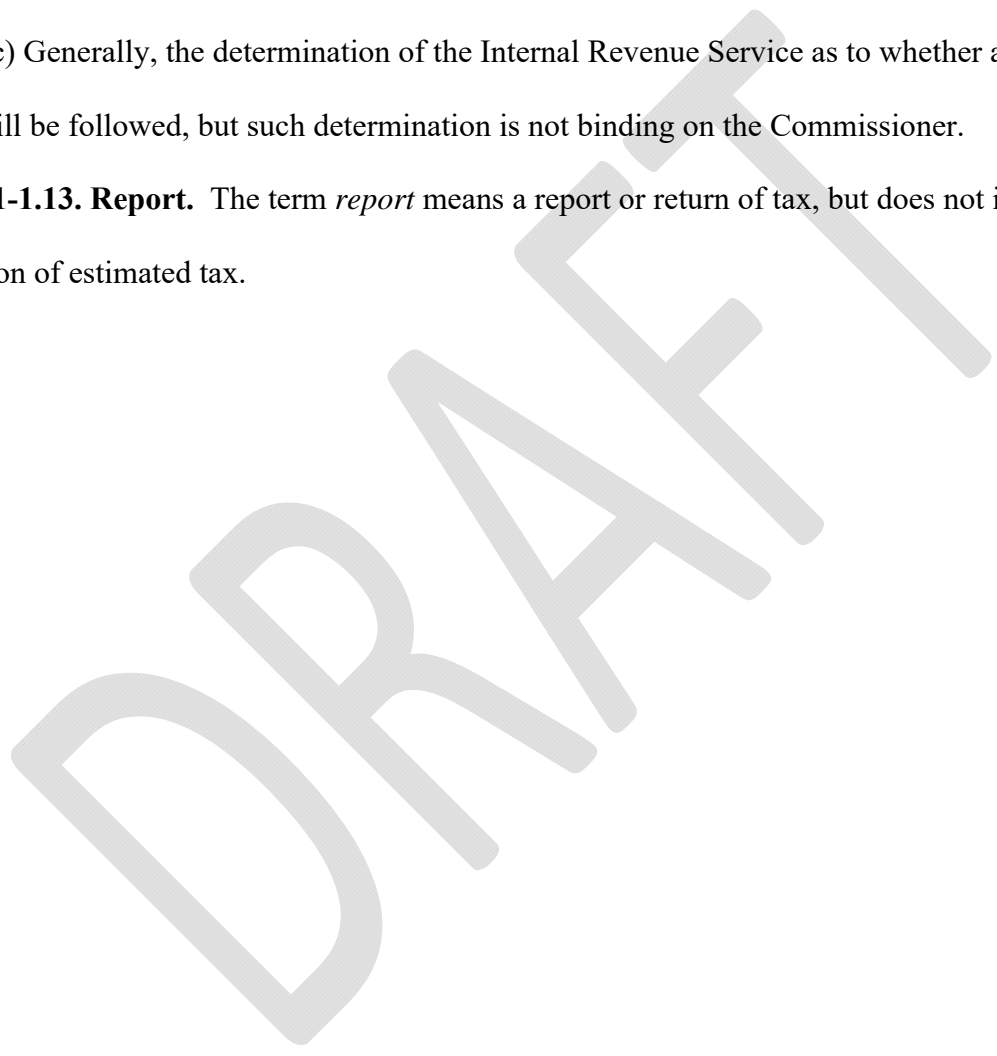 c) Generally, the determination of the Internal Revenue Service as to whether a
ill be followed, but such determination is not binding on the Commissioner.
1-1.13. Report. The term report means a report or return of tax, but does not i
on of estimated tax.
DRAFT